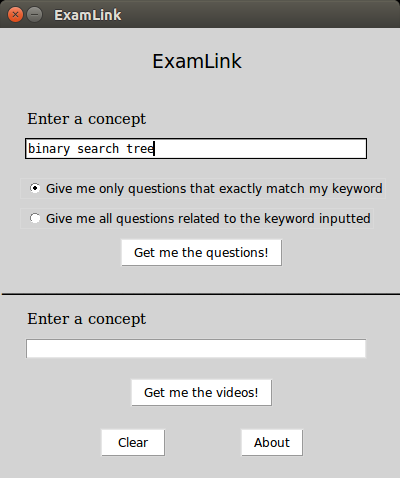 ExamLink
ExamLink
Enter a concept
binary search tree
Give me only questions that exactly match my keyword
Give me all questions related to the keyword inputted
Get me the questions!
Enter a concept
Get me the videos!
Clear
About